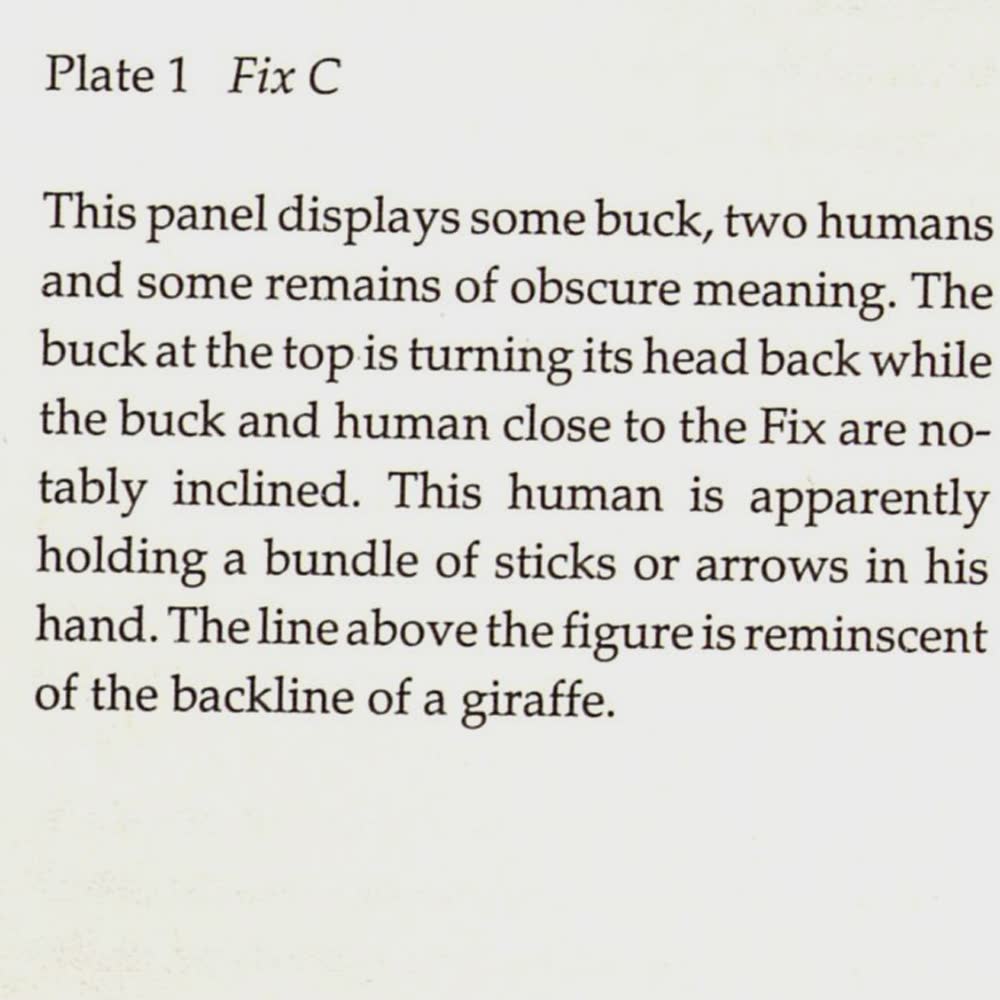 Plate 1 Fix C
This panel displays some buck, two humans
and some remains of obscure meaning. The
buck at the top is turning its head back while
the buck and human close to the Fix are no-
tably inclined. This human is apparently
holding a bundle of sticks or arrows in his
hand. The line above the figure is reminscent
of the backline of a giraffe.